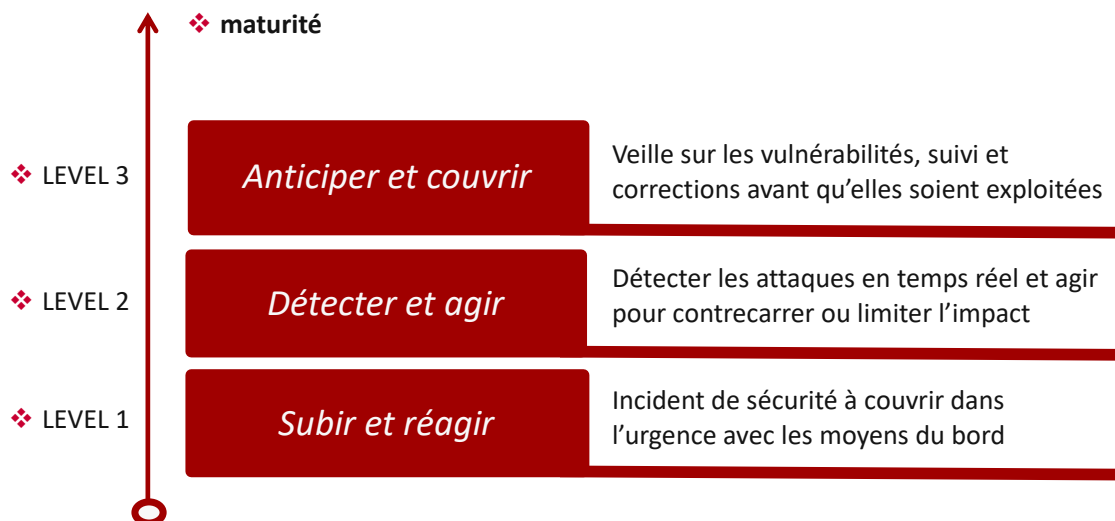 ❖ maturité
❖ LEVEL 3
Anticiper et couvrir
Veille sur les vulnérabilités, suivi et
corrections avant qu’elles soient exploitées
❖ LEVEL 2
Détecter et agir
Détecter les attaques en temps réel et agir
pour contrecarrer ou limiter l’impact
❖ LEVEL 1
Subir et réagir
Incident de sécurité à couvrir dans
l’urgence avec les moyens du bord